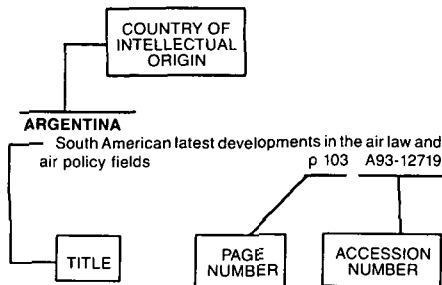 COUNTRY OF
INTELLECTUAL
ORIGIN
ARGENTINA
South American latest developments in the air law and
air policy fields p 103 A93-12719
TITLE
PAGE
NUMBER
ACCESSION
NUMBER